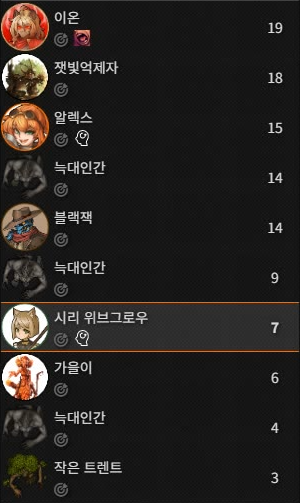 이온 19
잿빛억제자 18
알렉스 15
늑대인간 14
블랙잭 14
늑대인간 9
시리 위브그로우 7
가을이 6
늑대인간 4
작은 트렌트 3